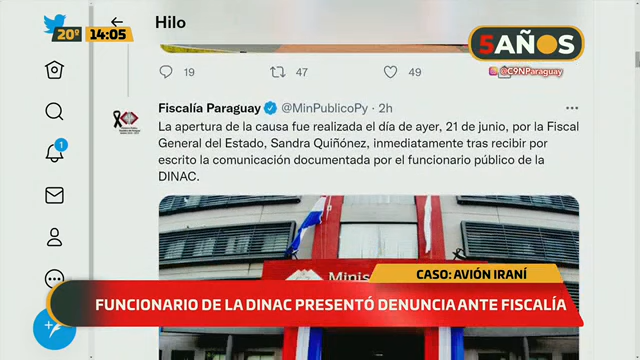 20º 14:05
Hilo
5AÑOS
@C9NParaguay
19 47 49
Fiscalía Paraguay @MinPublicoPy · 2h
La apertura de la causa fue realizada el día de ayer, 21 de junio, por la Fiscal
General del Estado, Sandra Quiñónez, inmediatamente tras recibir por
escrito la comunicación documentada por el funcionario público de la
DINAC.
1
Minis
CASO: AVIÓN IRANÍ
FUNCIONARIO DE LA DINAC PRESENTÓ DENUNCIA ANTE FISCALÍA